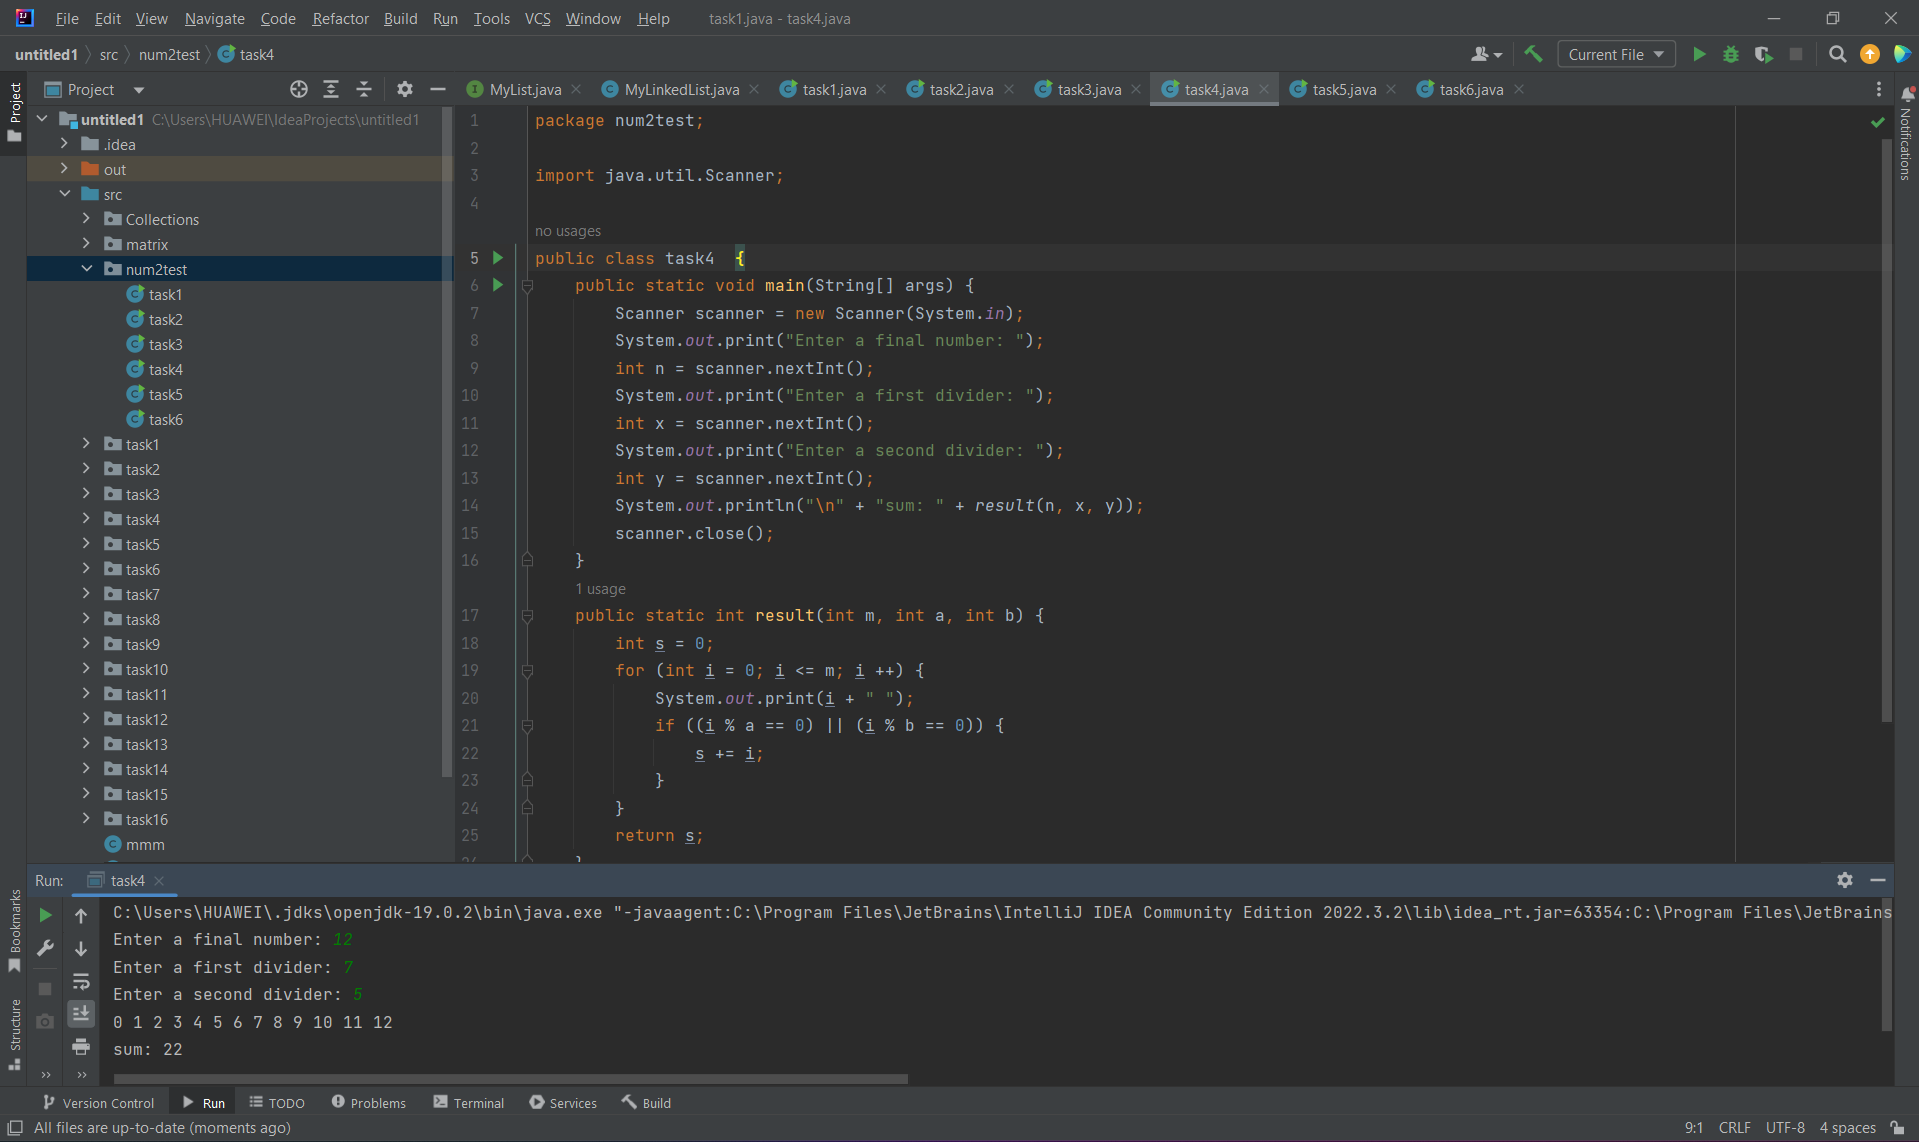 File Edit View Navigate Code Refactor Build Run Tools VCS Window Help task1.java - task4.java
untitled1 src num2test task4 Current File
Project MyList.java MyLinkedList.java task1.java task2.java task3.java task4.java task5.java task6.java
Project
Notifications
Bookmarks
Structure
untitled1 C:\Users\HUAWEI\IdeaProjects\untitled1
.idea
out
src
Collections
matrix
num2test
task1
task2
task3
task4
task5
task6
task1
task2
task3
task4
task5
task6
task7
task8
task9
task10
task11
task12
task13
task14
task15
task16
mmm
1 package num2test;
2
3 import java.util.Scanner;
4
no usages
5 public class task4  {
6 public static void main(String[] args) {
7 Scanner scanner = new Scanner(System.in);
8 System.out.print("Enter a final number: ");
9 int n = scanner.nextInt();
10 System.out.print("Enter a first divider: ");
11 int x = scanner.nextInt();
12 System.out.print("Enter a second divider: ");
13 int y = scanner.nextInt();
14 System.out.println("\n" + "sum: " + result(n, x, y));
15 scanner.close();
16 }
1 usage
17 public static int result(int m, int a, int b) {
18 int s = 0;
19 for (int i = 0; i <= m; i ++) {
20 System.out.print(i + " ");
21 if ((i % a == 0) || (i % b == 0)) {
22 s += i;
23 }
24 }
25 return s;
Run: task4
C:\Users\HUAWEI\.jdks\openjdk-19.0.2\bin\java.exe "-javaagent:C:\Program Files\JetBrains\IntelliJ IDEA Community Edition 2022.3.2\lib\idea_rt.jar=63354:C:\Program Files\JetBrains
Enter a final number: 12
Enter a first divider: 7
Enter a second divider: 5
0 1 2 3 4 5 6 7 8 9 10 11 12
sum: 22
Version Control Run TODO Problems Terminal Services Build
All files are up-to-date (moments ago) 9:1 CRLF UTF-8 4 spaces